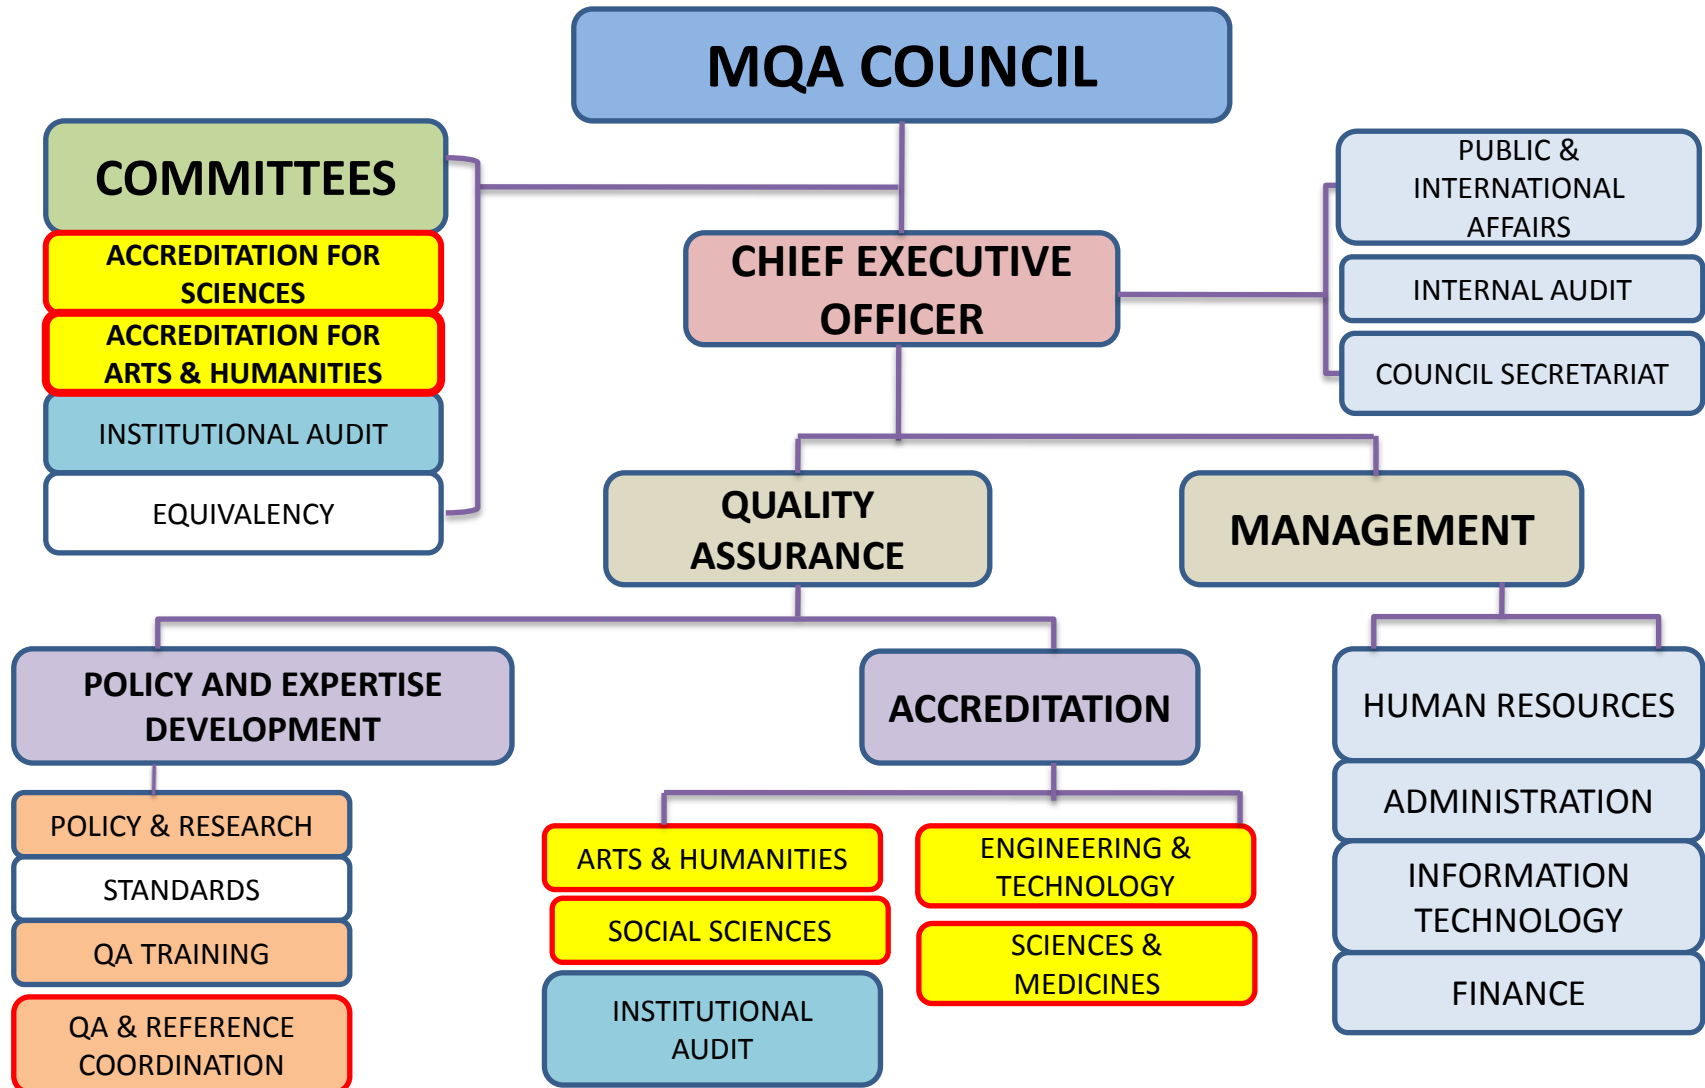 MQA COUNCIL
COMMITTEES
ACCREDITATION FOR
SCIENCES
ACCREDITATION FOR
ARTS & HUMANITIES
INSTITUTIONAL AUDIT
EQUIVALENCY
CHIEF EXECUTIVE
OFFICER
PUBLIC &
INTERNATIONAL
AFFAIRS
INTERNAL AUDIT
COUNCIL SECRETARIAT
QUALITY
ASSURANCE
MANAGEMENT
POLICY AND EXPERTISE
DEVELOPMENT
ACCREDITATION
POLICY & RESEARCH
STANDARDS
QA TRAINING
QA & REFERENCE
COORDINATION
ARTS & HUMANITIES
SOCIAL SCIENCES
INSTITUTIONAL
AUDIT
ENGINEERING &
TECHNOLOGY
SCIENCES &
MEDICINES
HUMAN RESOURCES
ADMINISTRATION
INFORMATION
TECHNOLOGY
FINANCE